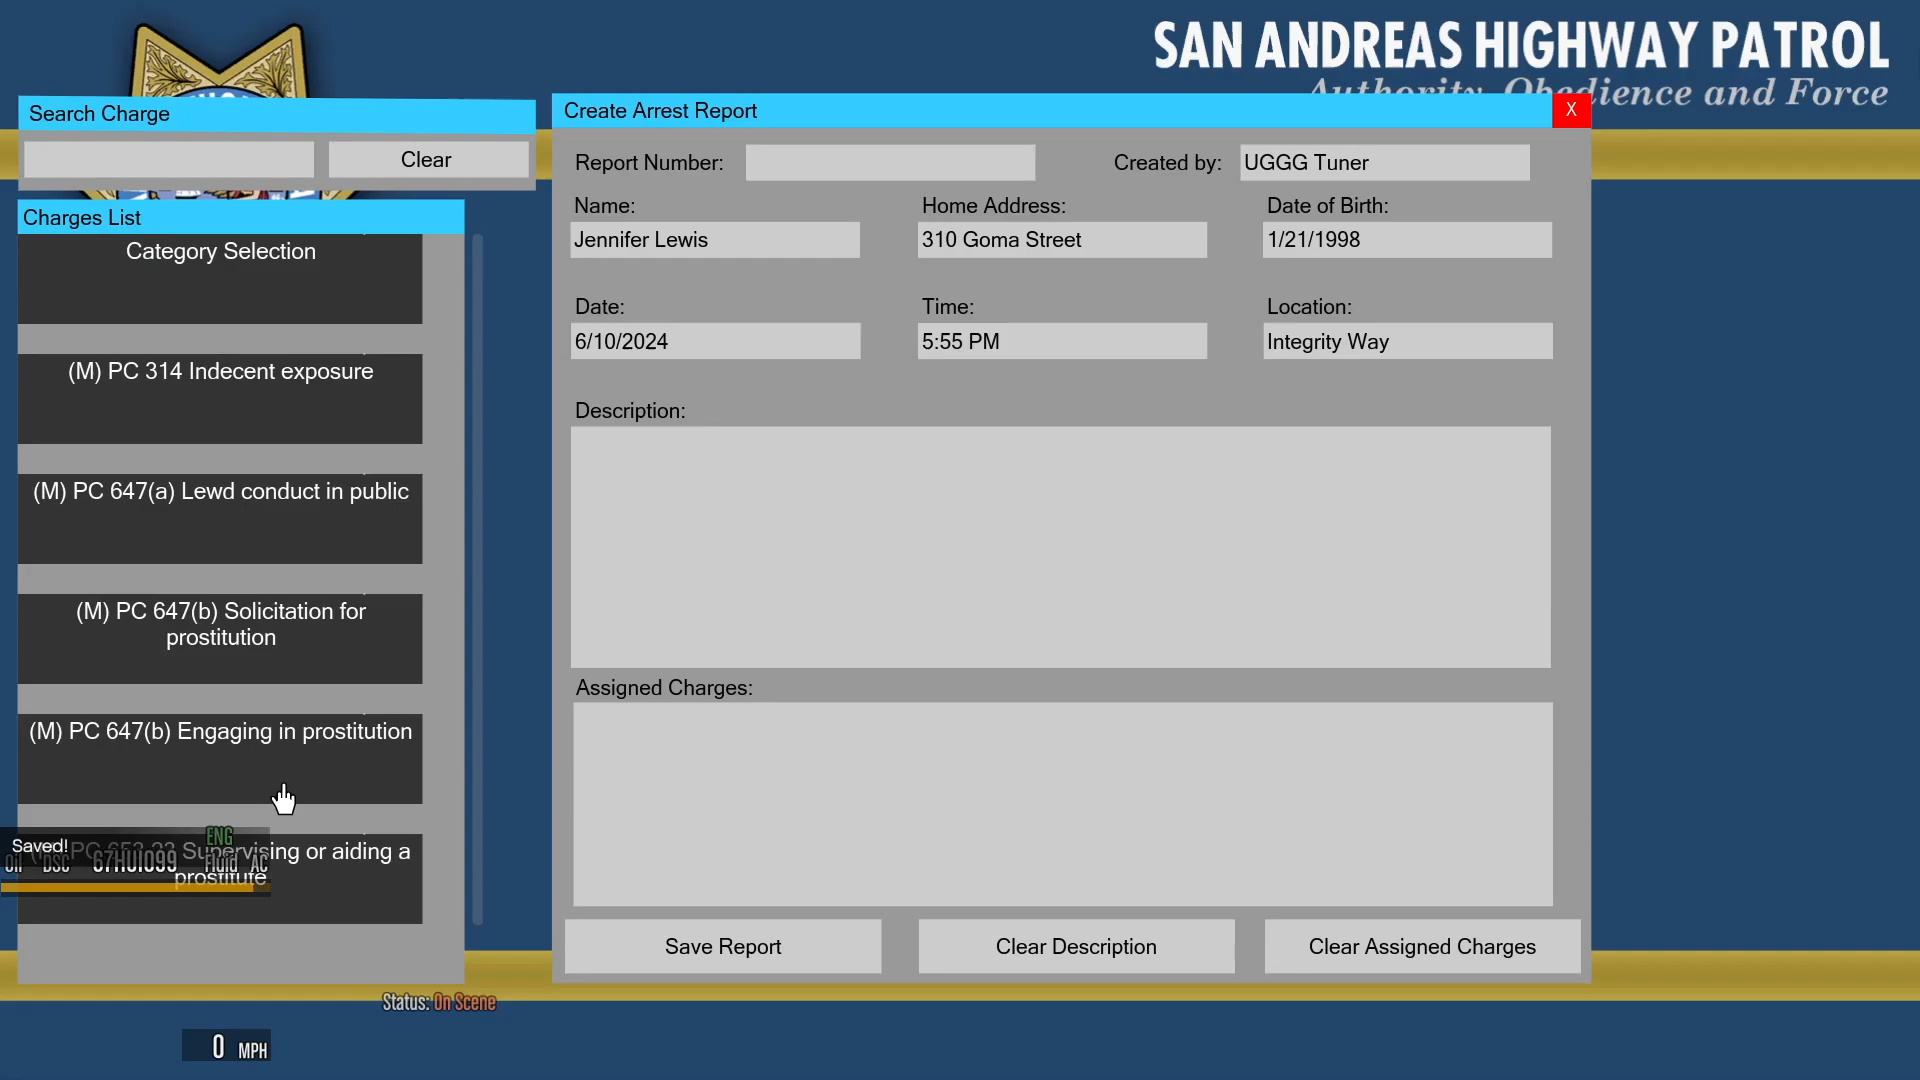 SAN ANDREAS HIGHWAY PATROL
Authority, Obedience and Force
Search Charge
Clear
Charges List
Category Selection
(M) PC 314 Indecent exposure
(M) PC 647(a) Lewd conduct in public
(M) PC 647(b) Solicitation for
prostitution
(M) PC 647(b) Engaging in prostitution
PC 653.23 Supervising or aiding a
prostitute
Saved!
ENG
Oil DSC 67HUI099 Fluid AC
Create Arrest Report
X
Report Number:
Created by: UGGG Tuner
Name: Home Address: Date of Birth:
Jennifer Lewis 310 Goma Street 1/21/1998
Date: Time: Location:
6/10/2024 5:55 PM Integrity Way
Description:
Assigned Charges:
Save Report Clear Description Clear Assigned Charges
Status: On Scene
0 MPH